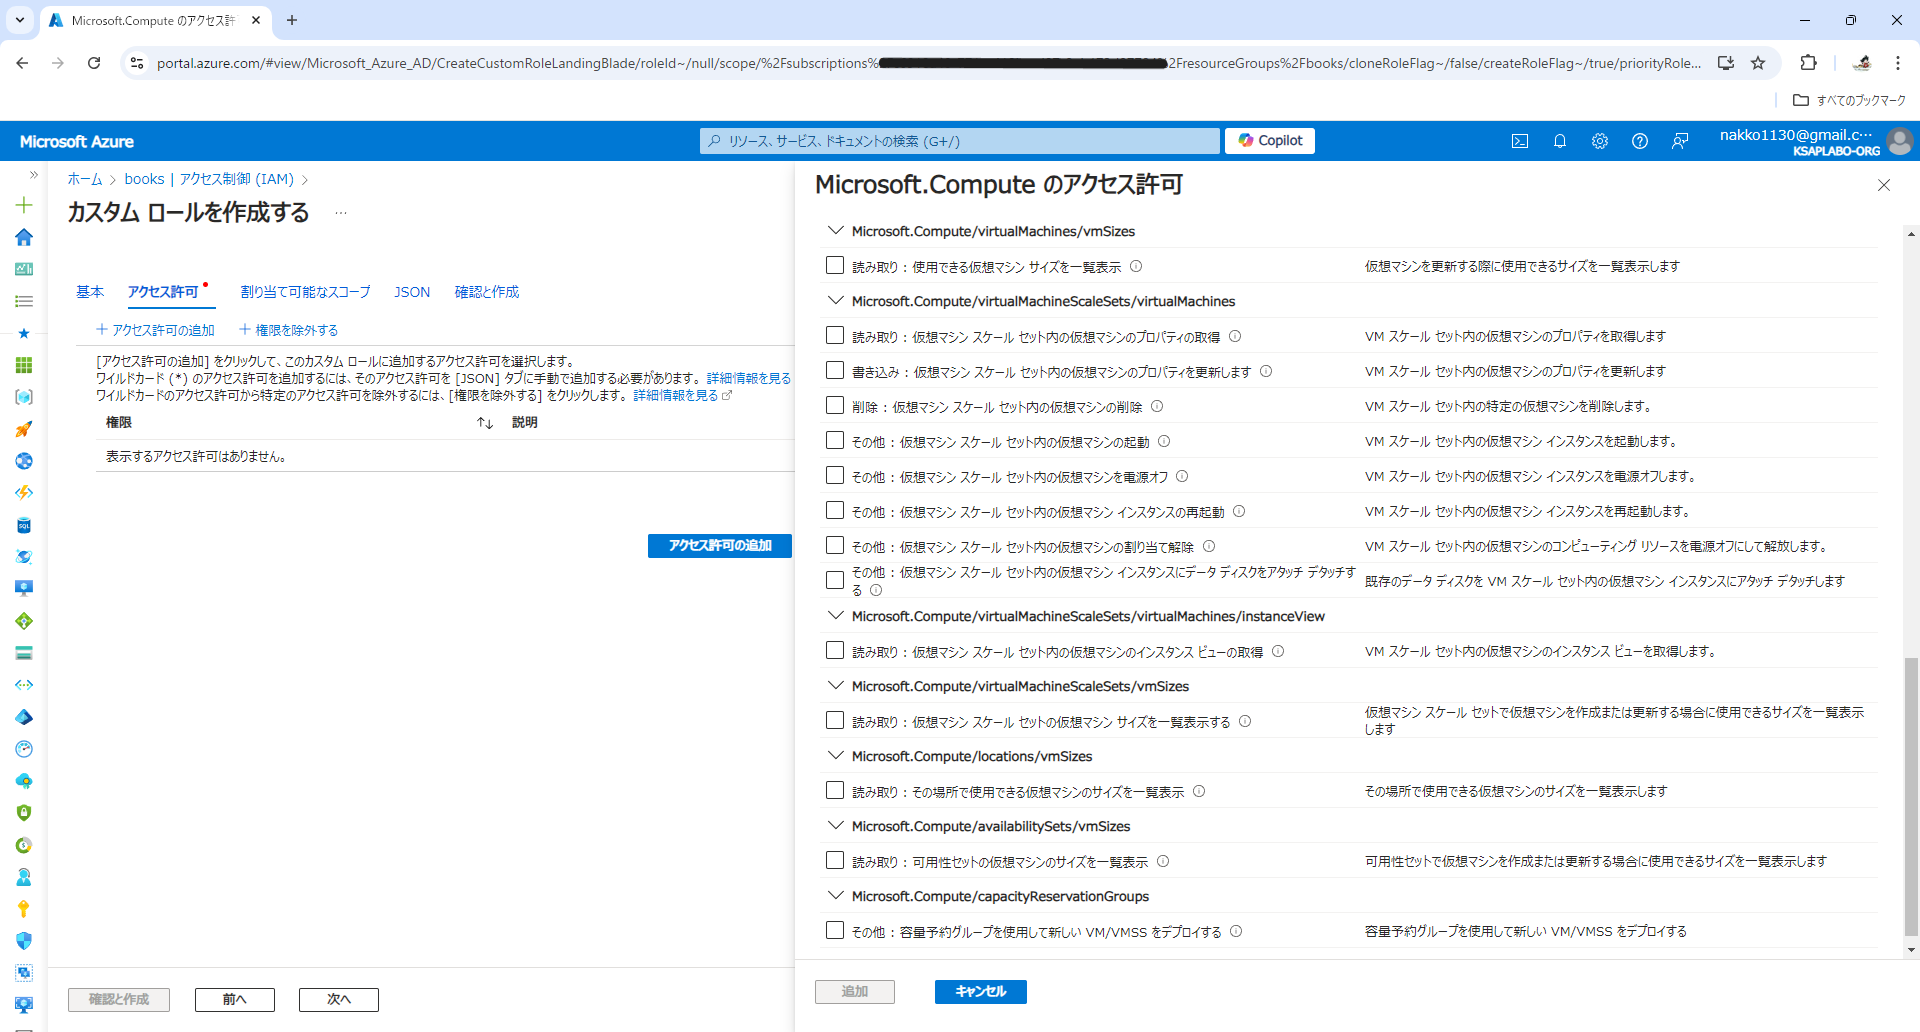 Microsoft.Compute のアクセス許
portal.azure.com/#view/Microsoft_Azure_AD/CreateCustomRoleLandingBlade/roleId~/null/scope/%2Fsubscriptions%
2FresourceGroups%2Fbooks/cloneRoleFlag~/false/createRoleFlag~/true/priorityRole...
すべてのブックマーク
Microsoft Azure
リソース、サービス、ドキュメントの検索 (G+/)
Copilot
nakko1130@gmail.c…
KSAPLABO-ORG
ホーム > books | アクセス制御 (IAM) >
カスタム ロールを作成する …
基本 アクセス許可 割り当て可能なスコープ JSON 確認と作成
+ アクセス許可の追加 + 権限を除外する
[アクセス許可の追加] をクリックして、このカスタム ロールに追加するアクセス許可を選択します。
ワイルドカード (*) のアクセス許可を追加するには、そのアクセス許可を [JSON] タブに手動で追加する必要があります。 詳細情報を見る
ワイルドカードのアクセス許可から特定のアクセス許可を除外するには、[権限を除外する] をクリックします。 詳細情報を見る
権限 ↑↓ 説明
表示するアクセス許可はありません。
アクセス許可の追加
確認と作成 前へ 次へ
Microsoft.Compute のアクセス許可
Microsoft.Compute/virtualMachines/vmSizes
読み取り : 使用できる仮想マシン サイズを一覧表示 仮想マシンを更新する際に使用できるサイズを一覧表示します
Microsoft.Compute/virtualMachineScaleSets/virtualMachines
読み取り : 仮想マシン スケール セット内の仮想マシンのプロパティの取得 VM スケール セット内の仮想マシンのプロパティを取得します
書き込み : 仮想マシン スケール セット内の仮想マシンのプロパティを更新します VM スケール セット内の仮想マシンのプロパティを更新します
削除 : 仮想マシン スケール セット内の仮想マシンの削除 VM スケール セット内の特定の仮想マシンを削除します。
その他 : 仮想マシン スケール セット内の仮想マシンの起動 VM スケール セット内の仮想マシン インスタンスを起動します。
その他 : 仮想マシン スケール セット内の仮想マシンを電源オフ VM スケール セット内の仮想マシン インスタンスを電源オフします。
その他 : 仮想マシン スケール セット内の仮想マシン インスタンスの再起動 VM スケール セット内の仮想マシン インスタンスを再起動します。
その他 : 仮想マシン スケール セット内の仮想マシンの割り当て解除 VM スケール セット内の仮想マシンのコンピューティング リソースを電源オフにして解放します。
その他 : 仮想マシン スケール セット内の仮想マシン インスタンスにデータ ディスクをアタッチ デタッチす
る 既存のデータ ディスクを VM スケール セット内の仮想マシン インスタンスにアタッチ デタッチします
Microsoft.Compute/virtualMachineScaleSets/virtualMachines/instanceView
読み取り : 仮想マシン スケール セット内の仮想マシンのインスタンス ビューの取得 VM スケール セット内の仮想マシンのインスタンス ビューを取得します。
Microsoft.Compute/virtualMachineScaleSets/vmSizes
読み取り : 仮想マシン スケール セットの仮想マシン サイズを一覧表示する 仮想マシン スケール セットで仮想マシンを作成または更新する場合に使用できるサイズを一覧表示
します
Microsoft.Compute/locations/vmSizes
読み取り : その場所で使用できる仮想マシンのサイズを一覧表示 その場所で使用できる仮想マシンのサイズを一覧表示します
Microsoft.Compute/availabilitySets/vmSizes
読み取り : 可用性セットの仮想マシンのサイズを一覧表示 可用性セットで仮想マシンを作成または更新する場合に使用できるサイズを一覧表示します
Microsoft.Compute/capacityReservationGroups
その他 : 容量予約グループを使用して新しい VM/VMSS をデプロイする 容量予約グループを使用して新しい VM/VMSS をデプロイする
追加 キャンセル